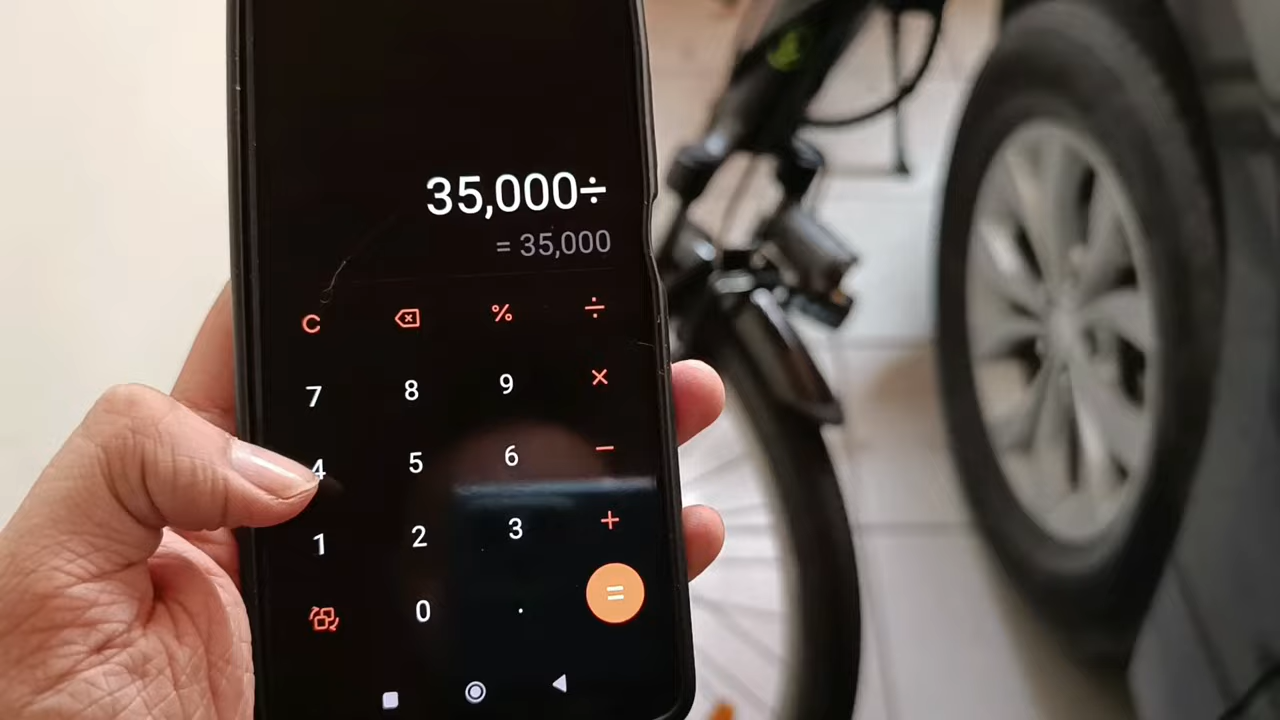 35,000÷
= 35,000
C % ÷
7 8 9 ×
4 5 6 −
1 2 3 +
0 . =